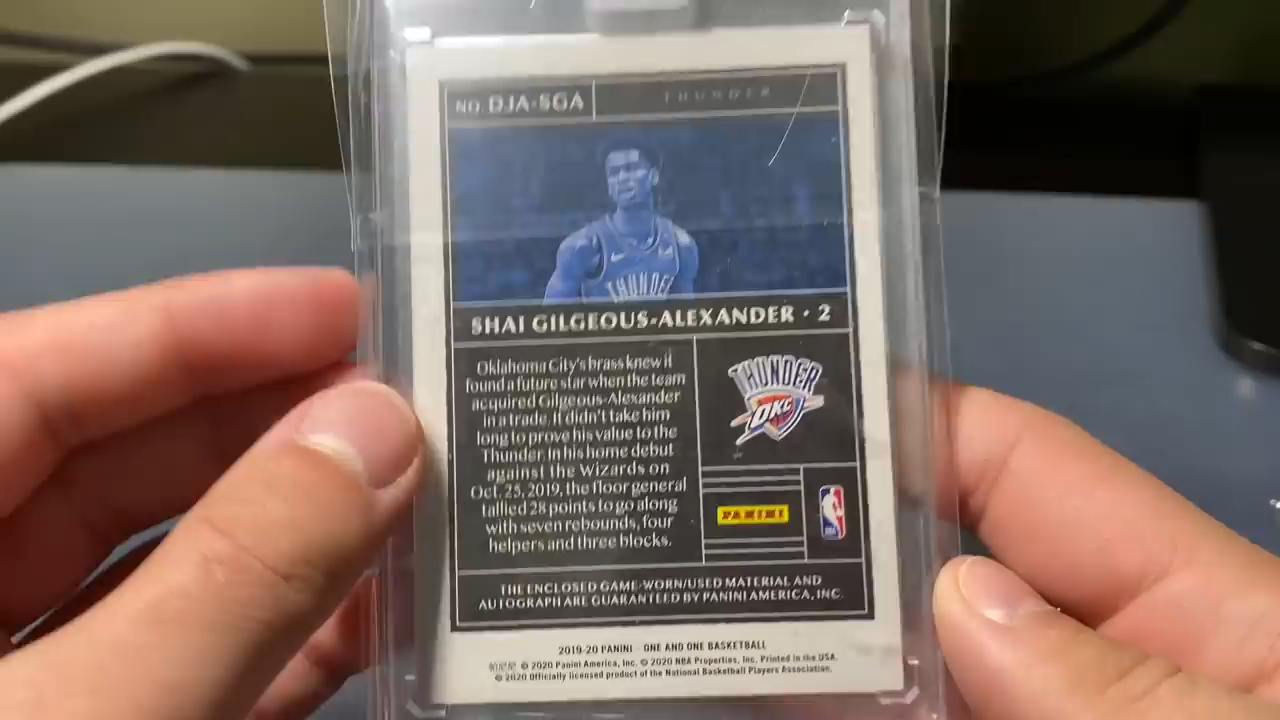 NO. DJA-SGA
THUNDER
THUNDER
SHAI GILGEOUS-ALEXANDER • 2
Oklahoma City's brass knew it
found a future star when the team
acquired Gilgeous-Alexander
in a trade. It didn't take him
long to prove his value to the
Thunder. In his home debut
against the Wizards on
Oct. 25, 2019, the floor general
tallied 28 points to go along
with seven rebounds, four
helpers and three blocks.
THUNDER
OKC
PANINI
NBA
THE ENCLOSED GAME-WORN/USED MATERIAL AND
AUTOGRAPH ARE GUARANTEED BY PANINI AMERICA, INC.
2019-20 PANINI - ONE AND ONE BASKETBALL
© 2020 Panini America, Inc. © 2020 NBA Properties, Inc. Printed in the USA.
© 2020 Officially licensed product of the National Basketball Players Association.